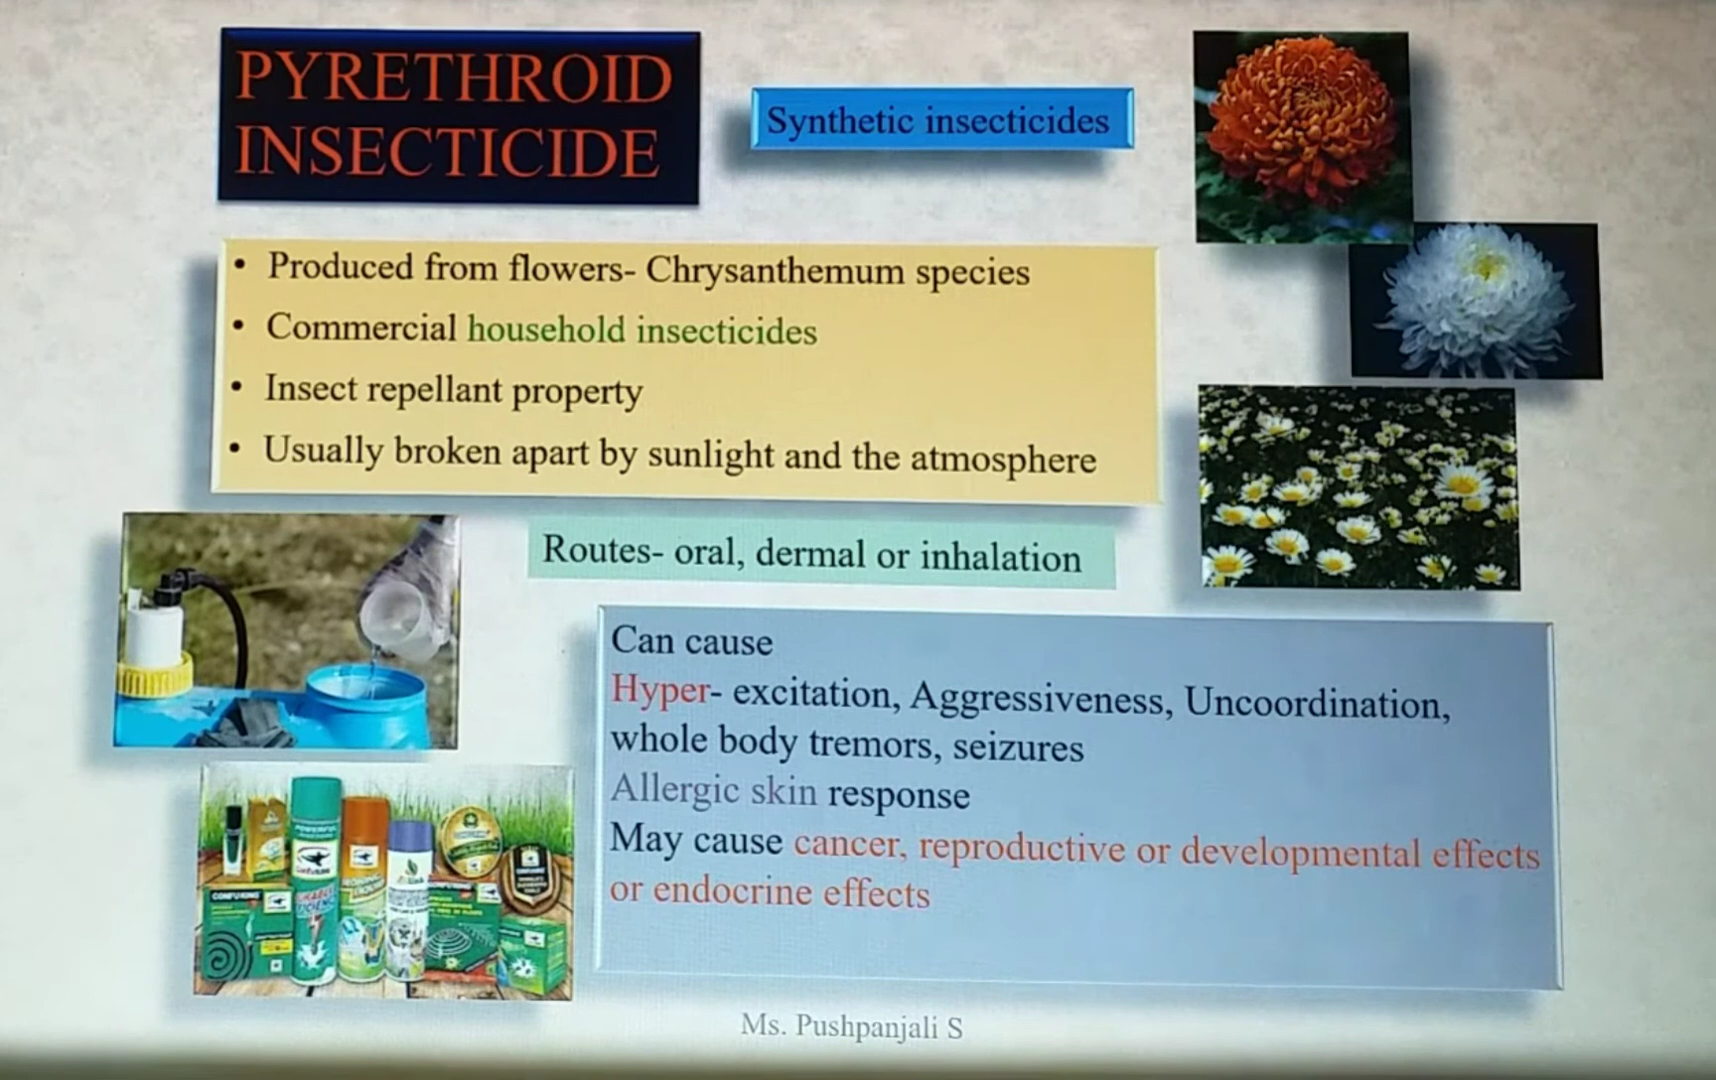 PYRETHROID
INSECTICIDE
Synthetic insecticides
• Produced from flowers- Chrysanthemum species
• Commercial household insecticides
• Insect repellant property
• Usually broken apart by sunlight and the atmosphere
Routes- oral, dermal or inhalation
Can cause
Hyper- excitation, Aggressiveness, Uncoordination,
whole body tremors, seizures
Allergic skin response
May cause cancer, reproductive or developmental effects
or endocrine effects
POWERFUL
CONFUKING
Ms. Pushpanjali S